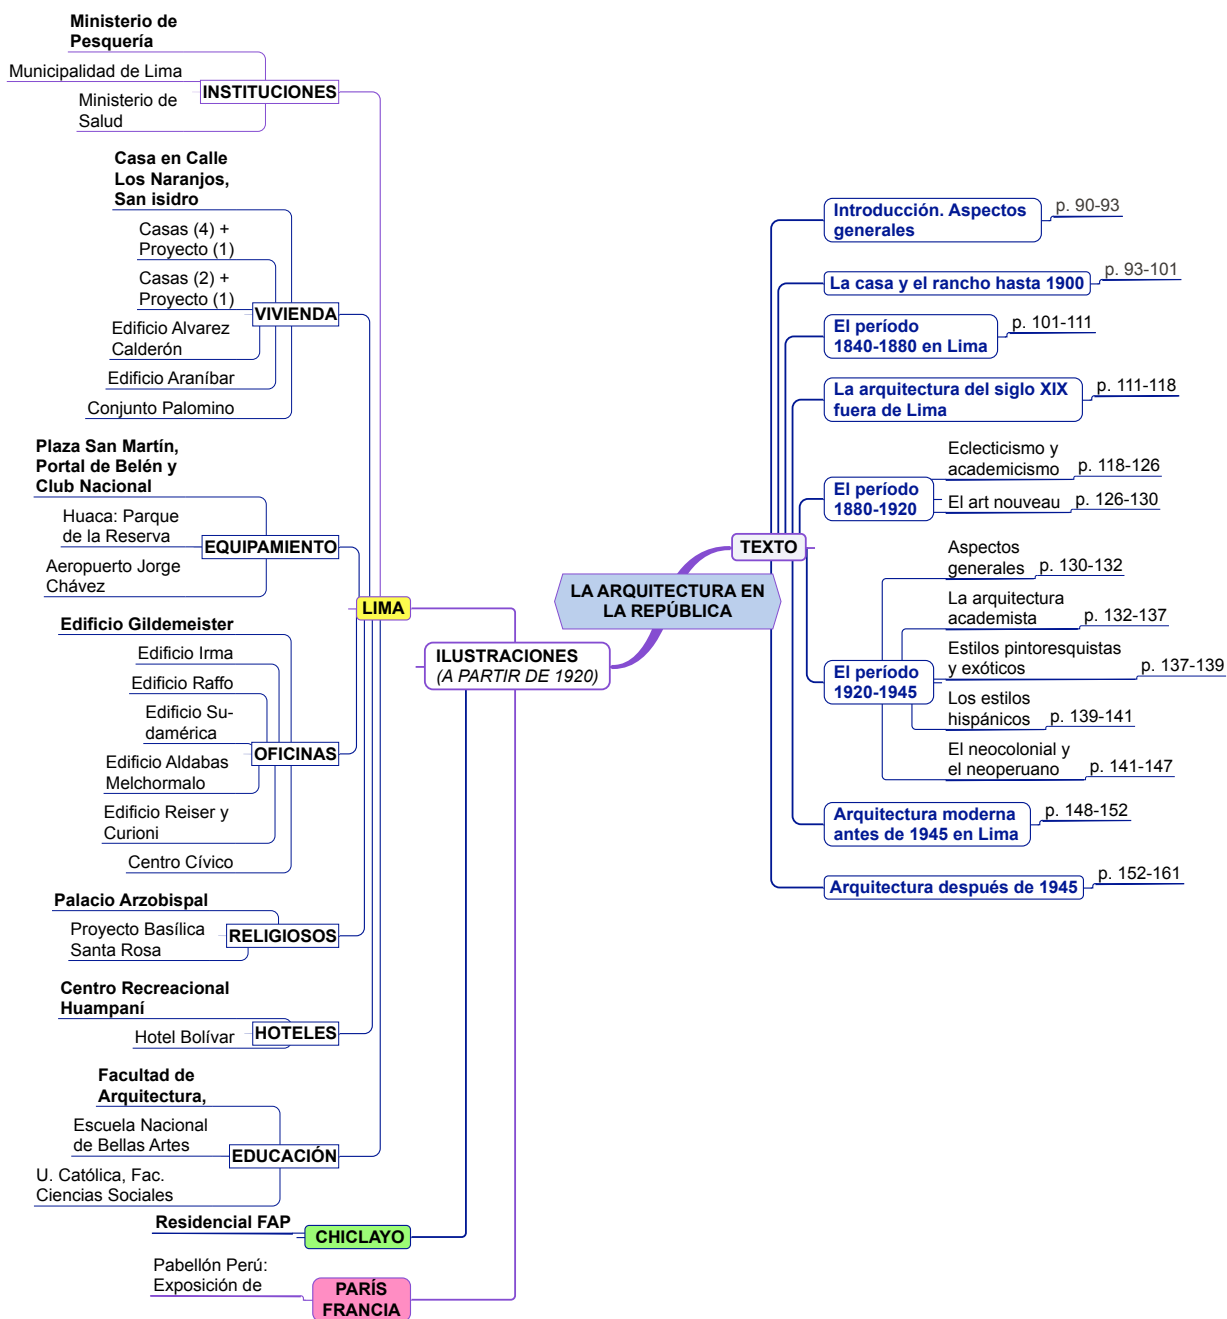 Ministerio de
Pesquería
Municipalidad de Lima
Ministerio de
Salud
INSTITUCIONES
Casa en Calle
Los Naranjos,
San isidro
Casas (4) +
Proyecto (1)
Casas (2) +
Proyecto (1)
Edificio Alvarez
Calderón
Edificio Araníbar
Conjunto Palomino
VIVIENDA
Plaza San Martín,
Portal de Belén y
Club Nacional
Huaca: Parque
de la Reserva
Aeropuerto Jorge
Chávez
EQUIPAMIENTO
Edificio Gildemeister
Edificio Irma
Edificio Raffo
Edificio Su-
damérica
Edificio Aldabas
Melchormalo
Edificio Reiser y
Curioni
Centro Cívico
OFICINAS
Palacio Arzobispal
Proyecto Basílica
Santa Rosa
RELIGIOSOS
Centro Recreacional
Huampaní
Hotel Bolívar
HOTELES
Facultad de
Arquitectura,
Escuela Nacional
de Bellas Artes
U. Católica, Fac.
Ciencias Sociales
EDUCACIÓN
LIMA
Residencial FAP
CHICLAYO
Pabellón Perú:
Exposición de
PARÍS
FRANCIA
ILUSTRACIONES
(A PARTIR DE 1920)
LA ARQUITECTURA EN
LA REPÚBLICA
TEXTO
Introducción. Aspectos
generales
p. 90-93
La casa y el rancho hasta 1900
p. 93-101
El período
1840-1880 en Lima
p. 101-111
La arquitectura del siglo XIX
fuera de Lima
p. 111-118
El período
1880-1920
Eclecticismo y
academicismo
p. 118-126
El art nouveau
p. 126-130
El período
1920-1945
Aspectos
generales
p. 130-132
La arquitectura
academista
p. 132-137
Estilos pintoresquistas
y exóticos
p. 137-139
Los estilos
hispánicos
p. 139-141
El neocolonial y
el neoperuano
p. 141-147
Arquitectura moderna
antes de 1945 en Lima
p. 148-152
Arquitectura después de 1945
p. 152-161